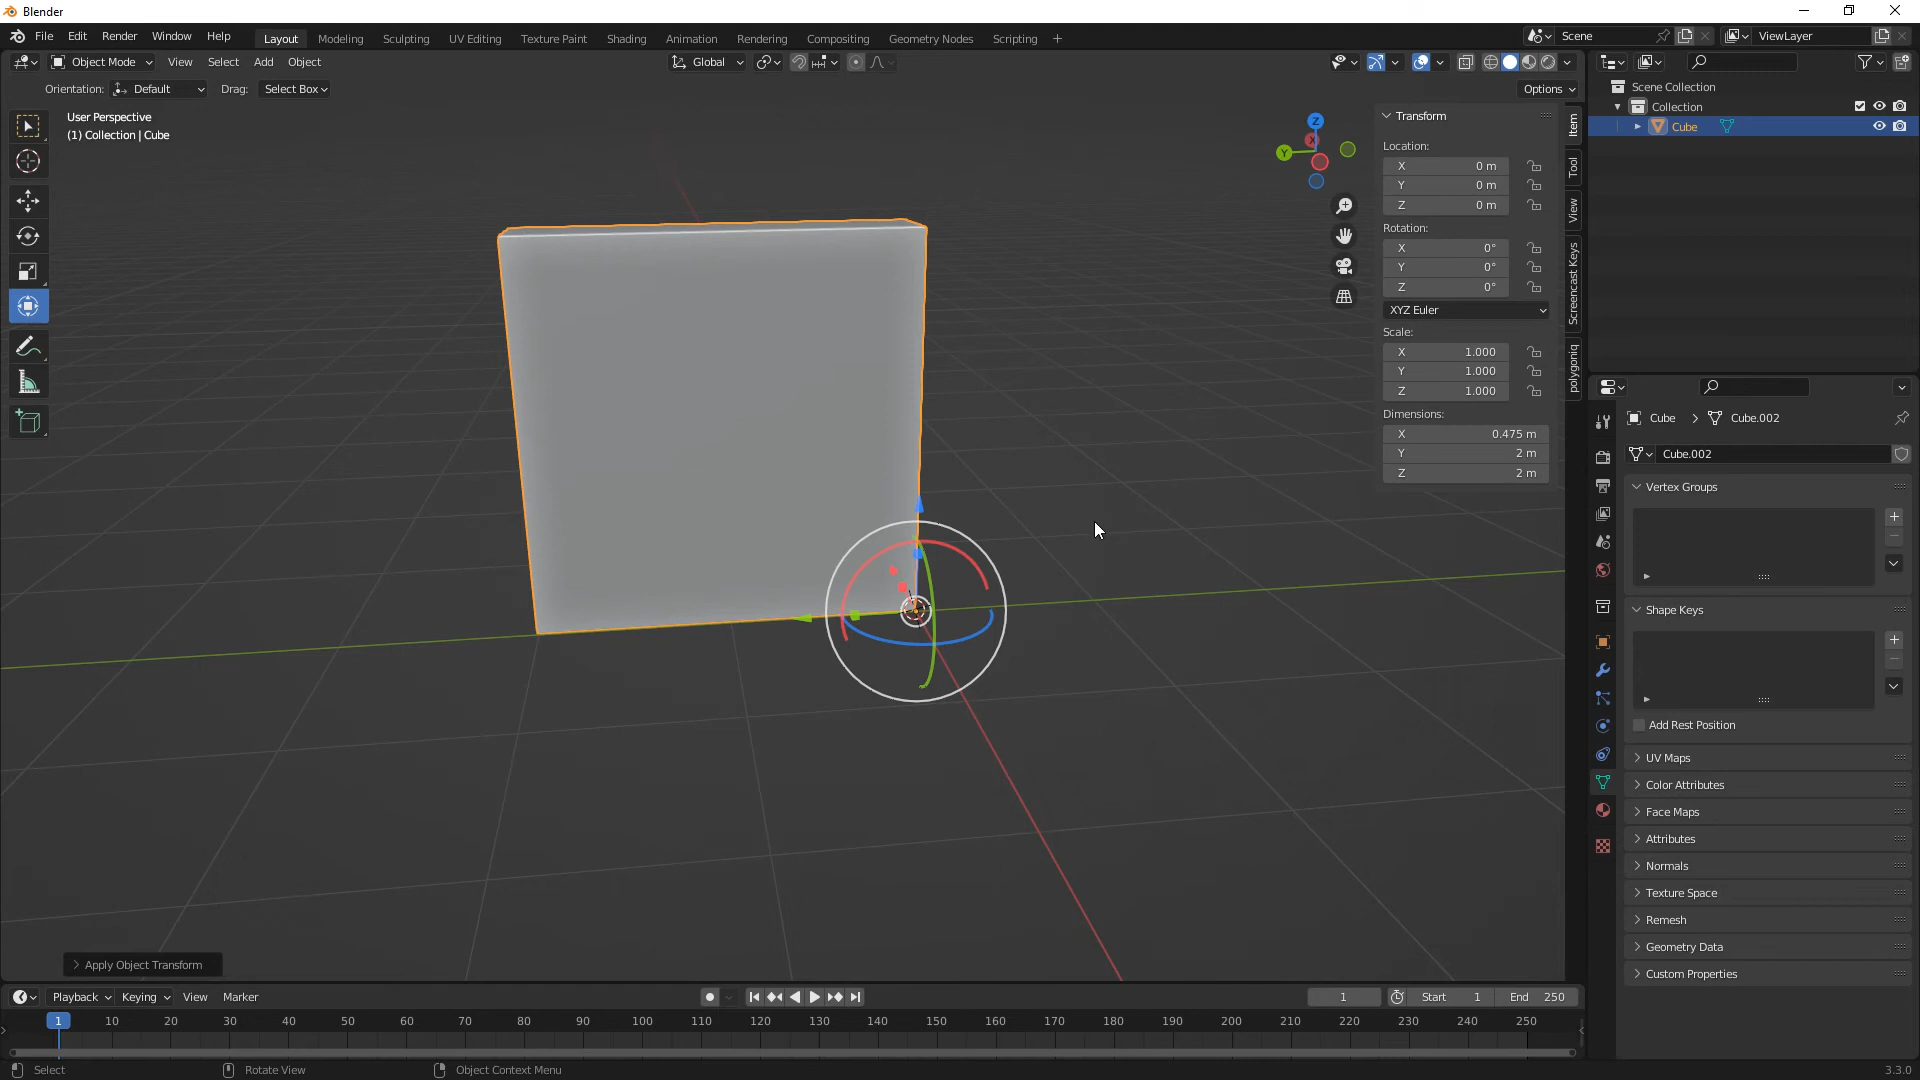 Blender
File Edit Render Window Help Layout Modeling Sculpting UV Editing Texture Paint Shading Animation Rendering Compositing Geometry Nodes Scripting + Scene ViewLayer
Object Mode View Select Add Object Global
Orientation: Default Drag: Select Box Options
User Perspective
(1) Collection | Cube
Z
X
Y
Transform
Location:
X 0 m
Y 0 m
Z 0 m
Rotation:
X 0°
Y 0°
Z 0°
XYZ Euler
Scale:
X 1.000
Y 1.000
Z 1.000
Dimensions:
X 0.475 m
Y 2 m
Z 2 m
Item
Tool
View
Screencast Keys
polygoniq
Scene Collection
Collection
Cube
Cube > Cube.002
Cube.002
Vertex Groups
Shape Keys
Add Rest Position
UV Maps
Color Attributes
Face Maps
Attributes
Normals
Texture Space
Remesh
Geometry Data
Custom Properties
Apply Object Transform
Playback Keying View Marker 1 Start 1 End 250
1 10 20 30 40 50 60 70 80 90 100 110 120 130 140 150 160 170 180 190 200 210 220 230 240 250
Select Rotate View Object Context Menu 3.3.0